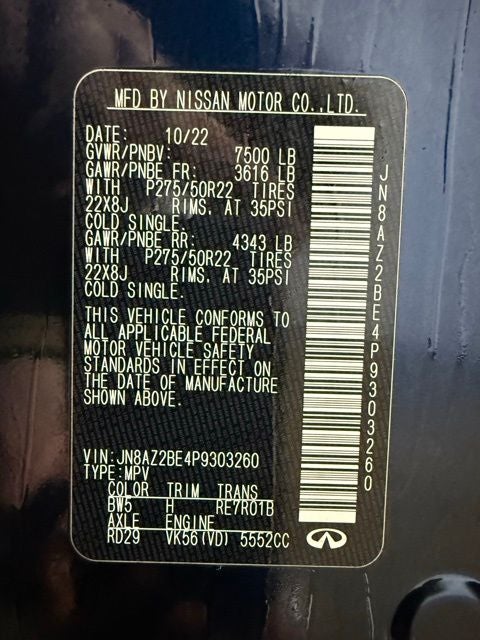 MFD BY NISSAN MOTOR CO.,LTD.
DATE: 10/22
GVWR/PNBV: 7500 LB
GAWR/PNBE FR: 3616 LB
WITH P275/50R22 TIRES
22X8J RIMS, AT 35PSI
COLD SINGLE.
GAWR/PNBE RR: 4343 LB
WITH P275/50R22 TIRES
22X8J RIMS, AT 35PSI
COLD SINGLE.
THIS VEHICLE CONFORMS TO
ALL APPLICABLE FEDERAL
MOTOR VEHICLE SAFETY
STANDARDS IN EFFECT ON
THE DATE OF MANUFACTURE
SHOWN ABOVE.
VIN:JN8AZ2BE4P9303260
TYPE:MPV
COLOR TRIM TRANS
BW5 H RE7R01B
AXLE ENGINE
RD29 VK56(VD) 5552CC
JN8AZ2BE4P9303260